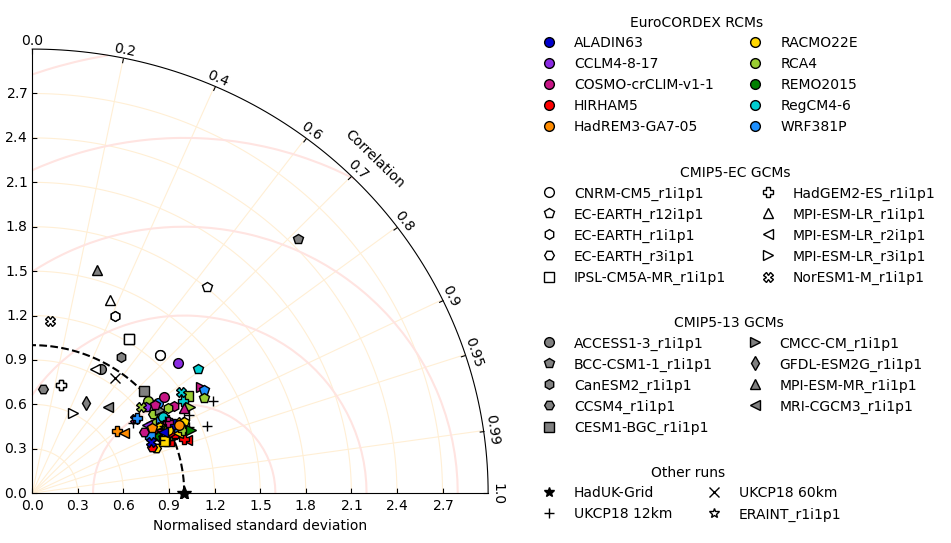 0.0
0.2
0.4
0.6
Correlation
0.7
0.8
0.9
0.95
0.99
1.0
2.7
2.4
2.1
1.8
1.5
1.2
0.9
0.6
0.3
0.0
0.0 0.3 0.6 0.9 1.2 1.5 1.8 2.1 2.4 2.7
Normalised standard deviation
EuroCORDEX RCMs
ALADIN63 RACMO22E
CCLM4-8-17 RCA4
COSMO-crCLIM-v1-1 REMO2015
HIRHAM5 RegCM4-6
HadREM3-GA7-05 WRF381P
CMIP5-EC GCMs
CNRM-CM5_r1i1p1 HadGEM2-ES_r1i1p1
EC-EARTH_r12i1p1 MPI-ESM-LR_r1i1p1
EC-EARTH_r1i1p1 MPI-ESM-LR_r2i1p1
EC-EARTH_r3i1p1 MPI-ESM-LR_r3i1p1
IPSL-CM5A-MR_r1i1p1 NorESM1-M_r1i1p1
CMIP5-13 GCMs
ACCESS1-3_r1i1p1 CMCC-CM_r1i1p1
BCC-CSM1-1_r1i1p1 GFDL-ESM2G_r1i1p1
CanESM2_r1i1p1 MPI-ESM-MR_r1i1p1
CCSM4_r1i1p1 MRI-CGCM3_r1i1p1
CESM1-BGC_r1i1p1
Other runs
HadUK-Grid UKCP18 60km
UKCP18 12km ERAINT_r1i1p1